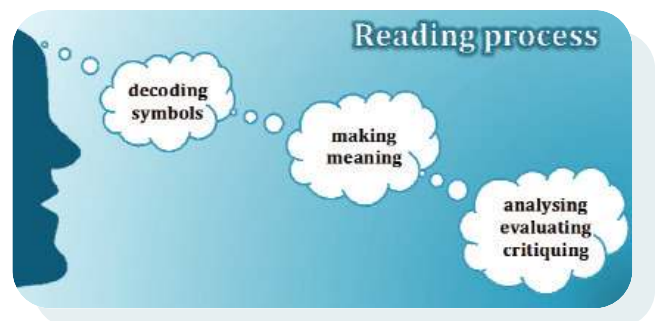 Reading process
decoding
symbols
making
meaning
analysing
evaluating
critiquing